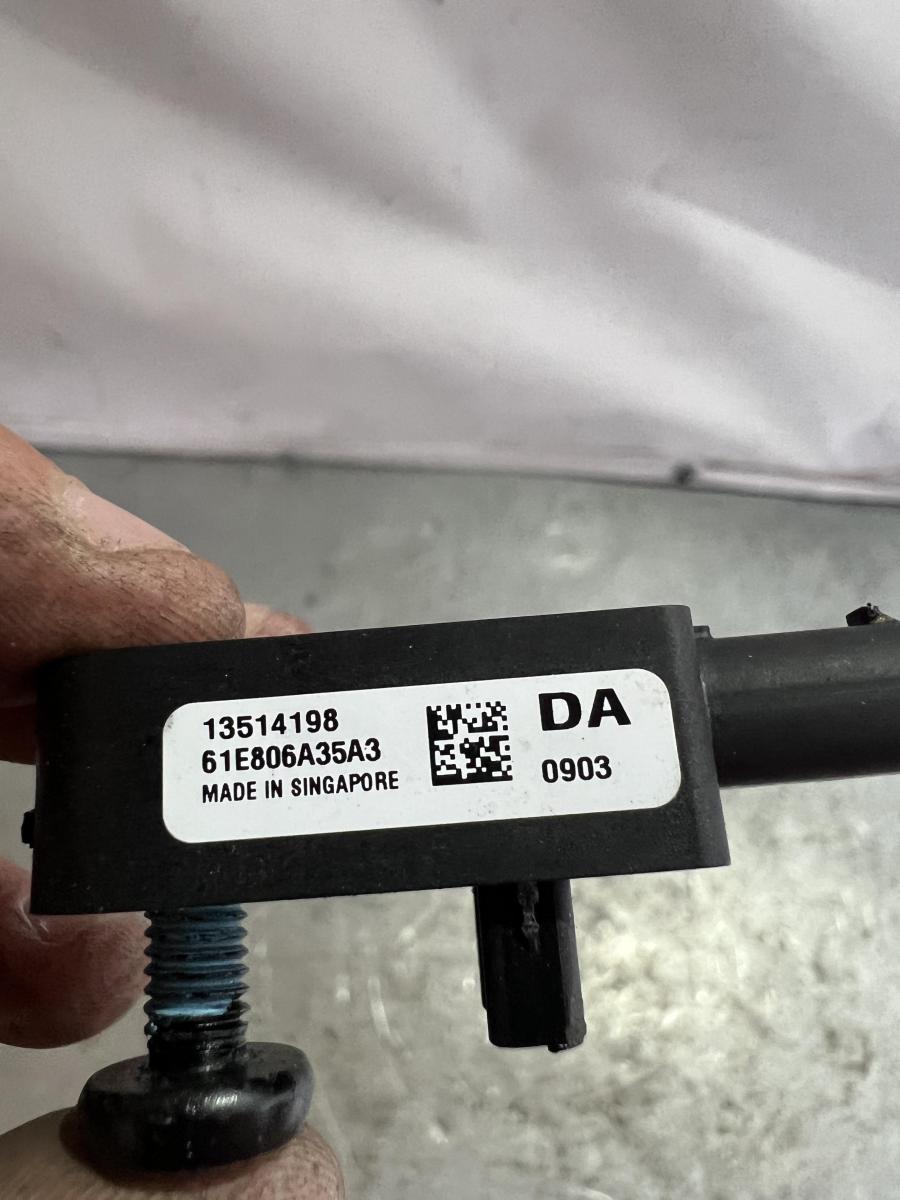 13514198
61E806A35A3
MADE IN SINGAPORE
DA
0903